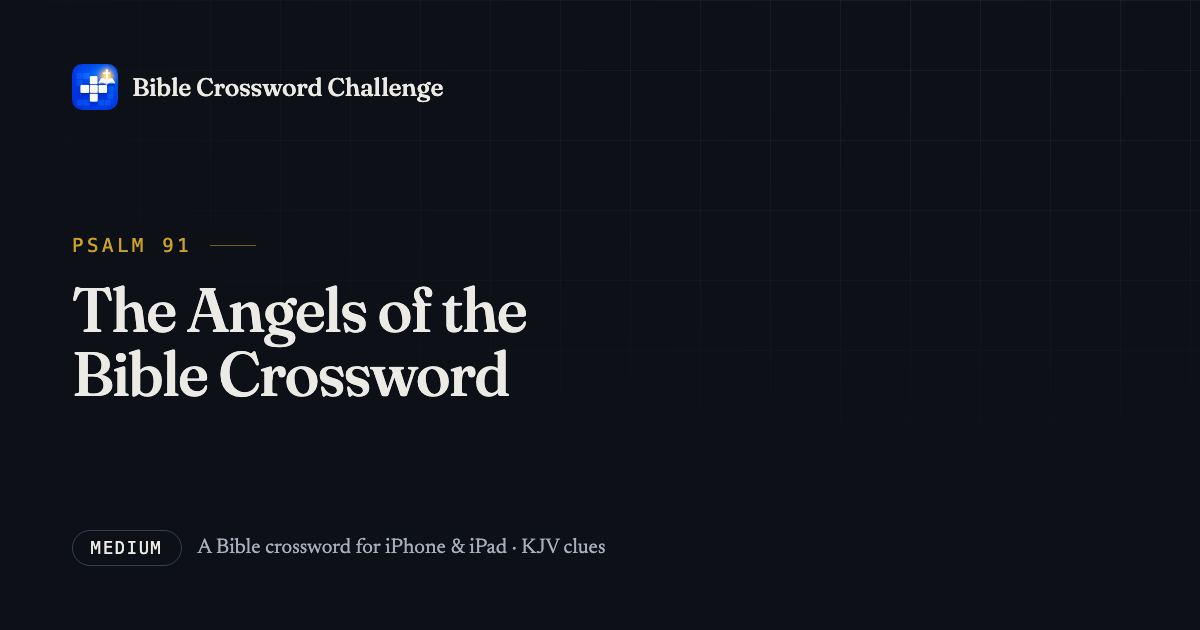 Bible Crossword Challenge
PSALM 91
The Angels of the
Bible Crossword
MEDIUM
A Bible crossword for iPhone & iPad · KJV clues